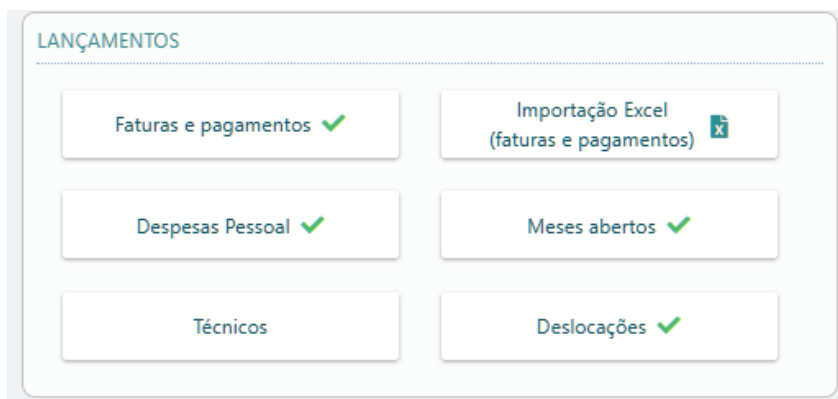 LANÇAMENTOS
Faturas e pagamentos
Importação Excel
(faturas e pagamentos)
Despesas Pessoal
Meses abertos
Técnicos
Deslocações